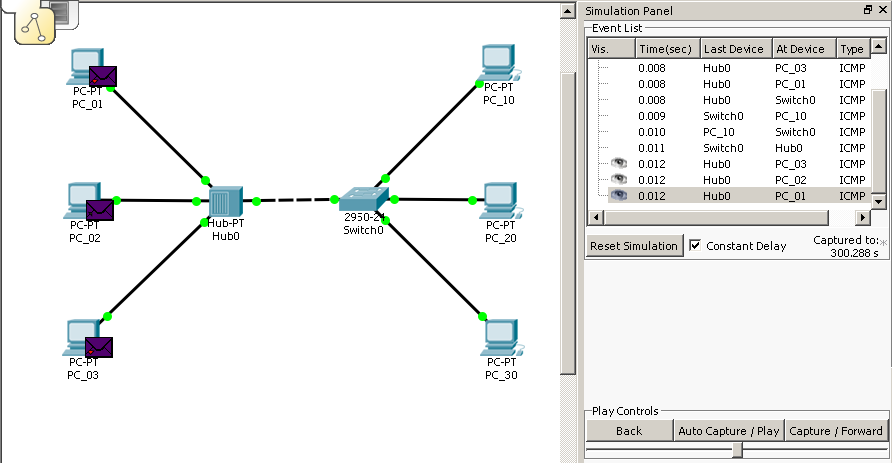 PC-PT
PC_01
PC-PT
PC_02
PC-PT
PC_03
Hub-PT
Hub0
2950-24
Switch0
PC-PT
PC_10
PC-PT
PC_20
PC-PT
PC_30
Simulation Panel
Event List
Vis. Time(sec) Last Device At Device Type
0.008 Hub0 PC_03 ICMP
0.008 Hub0 PC_01 ICMP
0.008 Hub0 Switch0 ICMP
0.009 Switch0 PC_10 ICMP
0.010 PC_10 Switch0 ICMP
0.011 Switch0 Hub0 ICMP
0.012 Hub0 PC_03 ICMP
0.012 Hub0 PC_02 ICMP
0.012 Hub0 PC_01 ICMP
Reset Simulation Constant Delay Captured to:*
300.288 s
Play Controls
Back Auto Capture / Play Capture / Forward